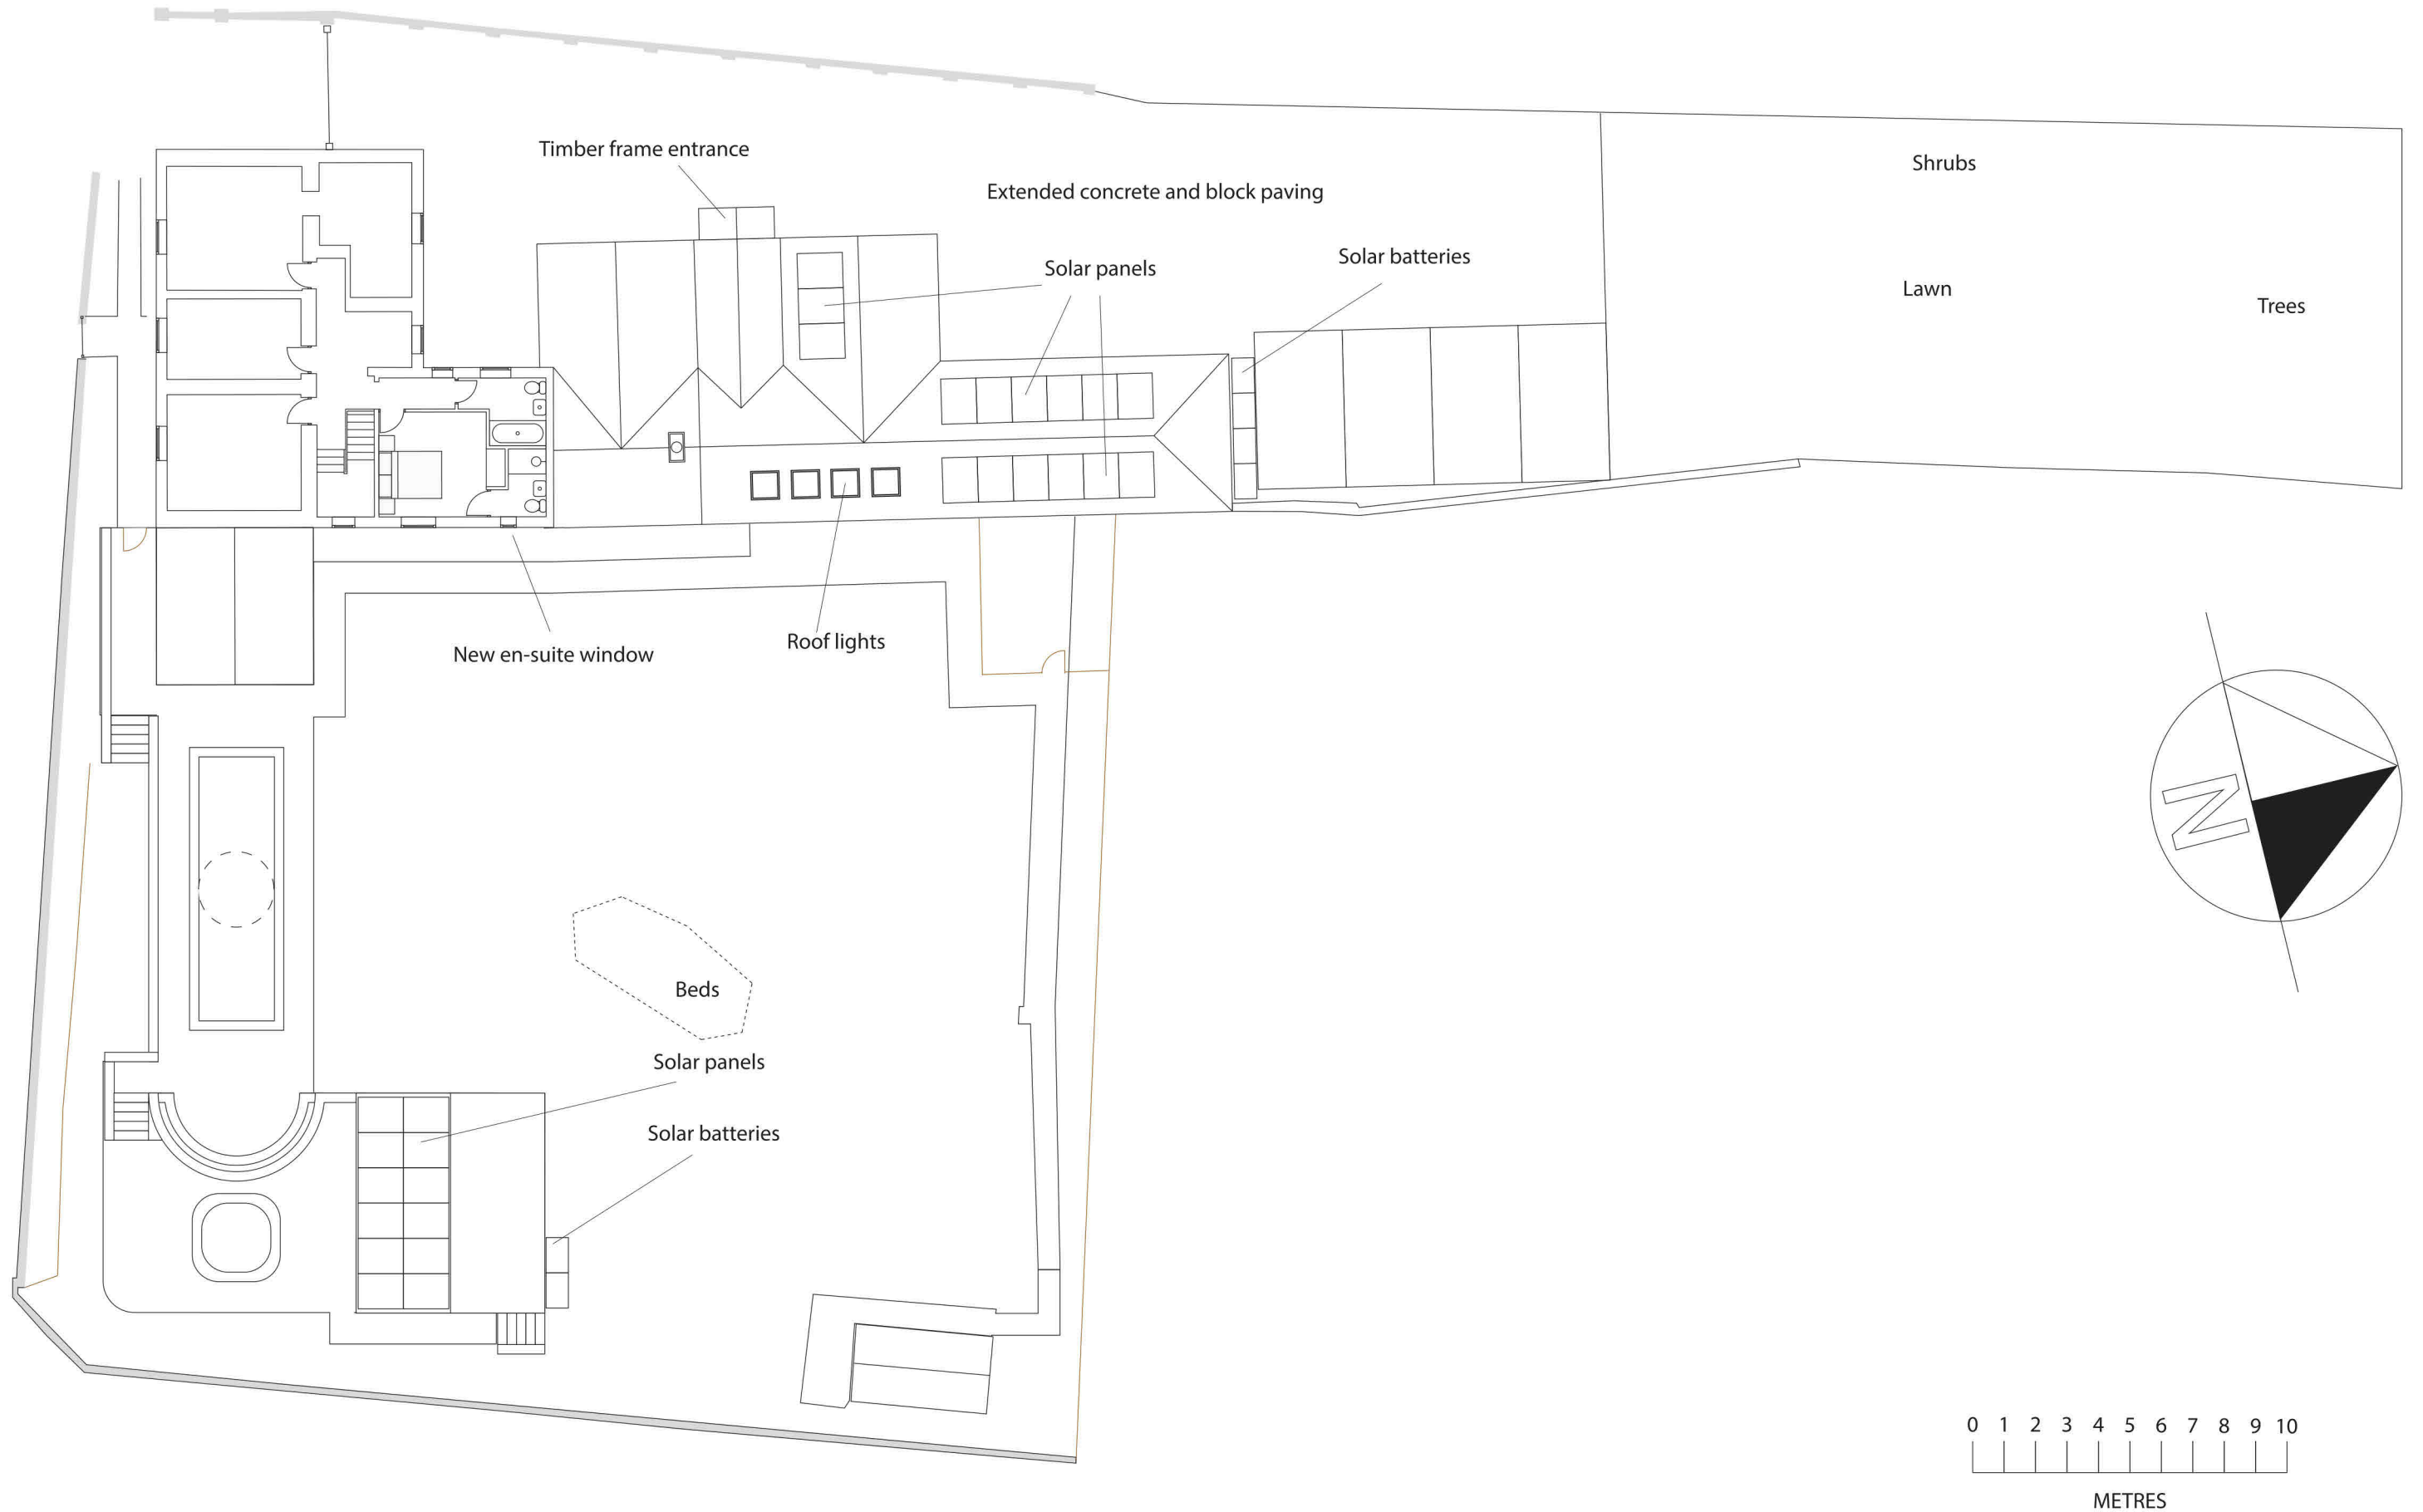 Timber frame entrance
Extended concrete and block paving
Shrubs
Solar panels
Solar batteries
Lawn
Trees
New en-suite window
Roof lights
N
Beds
Solar panels
Solar batteries
0 1 2 3 4 5 6 7 8 9 10
METRES